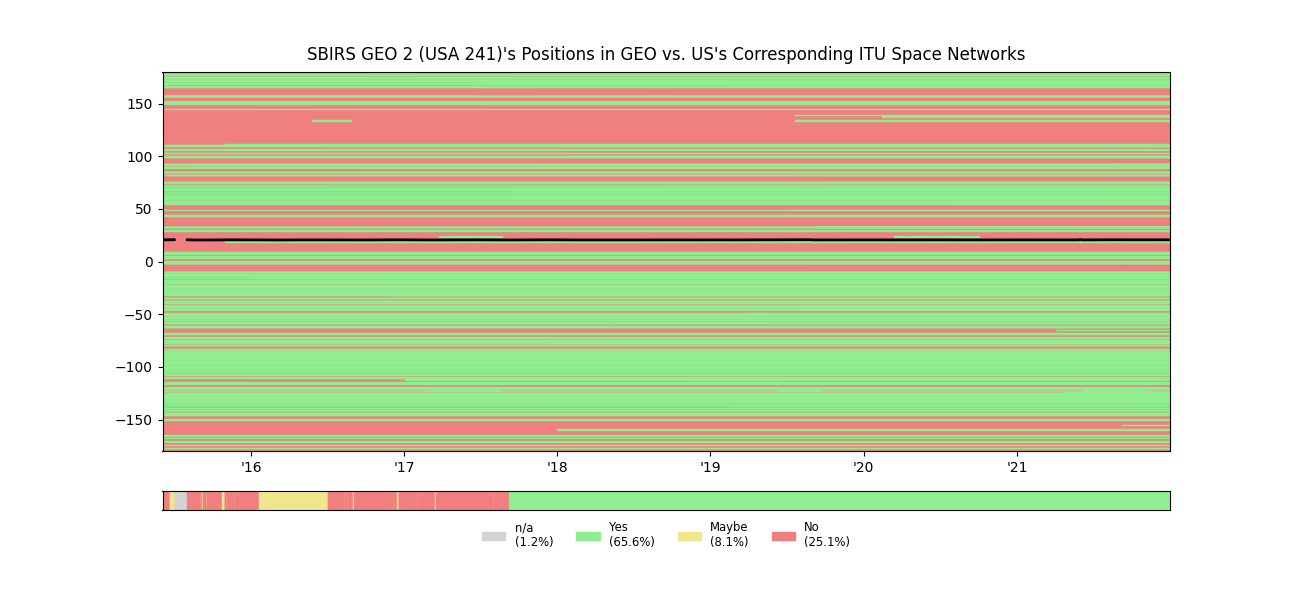 SBIRS GEO 2 (USA 241)'s Positions in GEO vs. US's Corresponding ITU Space Networks
150
100
50
0
−50
−100
−150
'16 '17 '18 '19 '20 '21
n/a Yes Maybe No
(1.2%) (65.6%) (8.1%) (25.1%)